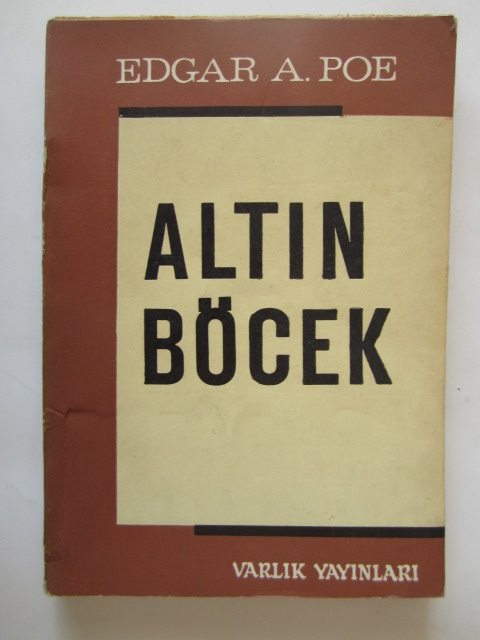 EDGAR A. POE
ALTIN
BÖCEK
VARLIK YAYINLARI